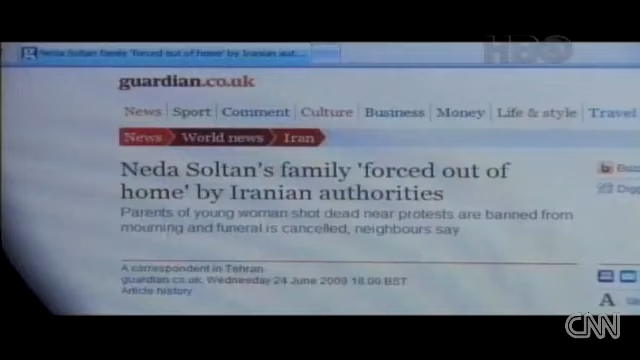 Neda Soltan family 'forced out of home' by Iranian aut...
HBO
guardian.co.uk
News Sport Comment Culture Business Money Life & style Travel
News World news Iran
Neda Soltan's family 'forced out of
home' by Iranian authorities
Parents of young woman shot dead near protests are banned from
mourning and funeral is cancelled, neighbours say
A correspondent in Tehran
guardian.co.uk, Wednesday 24 June 2009 18.00 BST
Article history
A
CNN